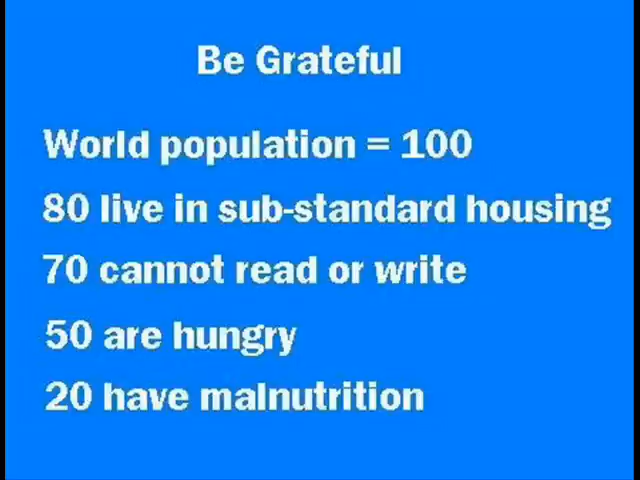 Be Grateful
World population = 100
80 live in sub-standard housing
70 cannot read or write
50 are hungry
20 have malnutrition